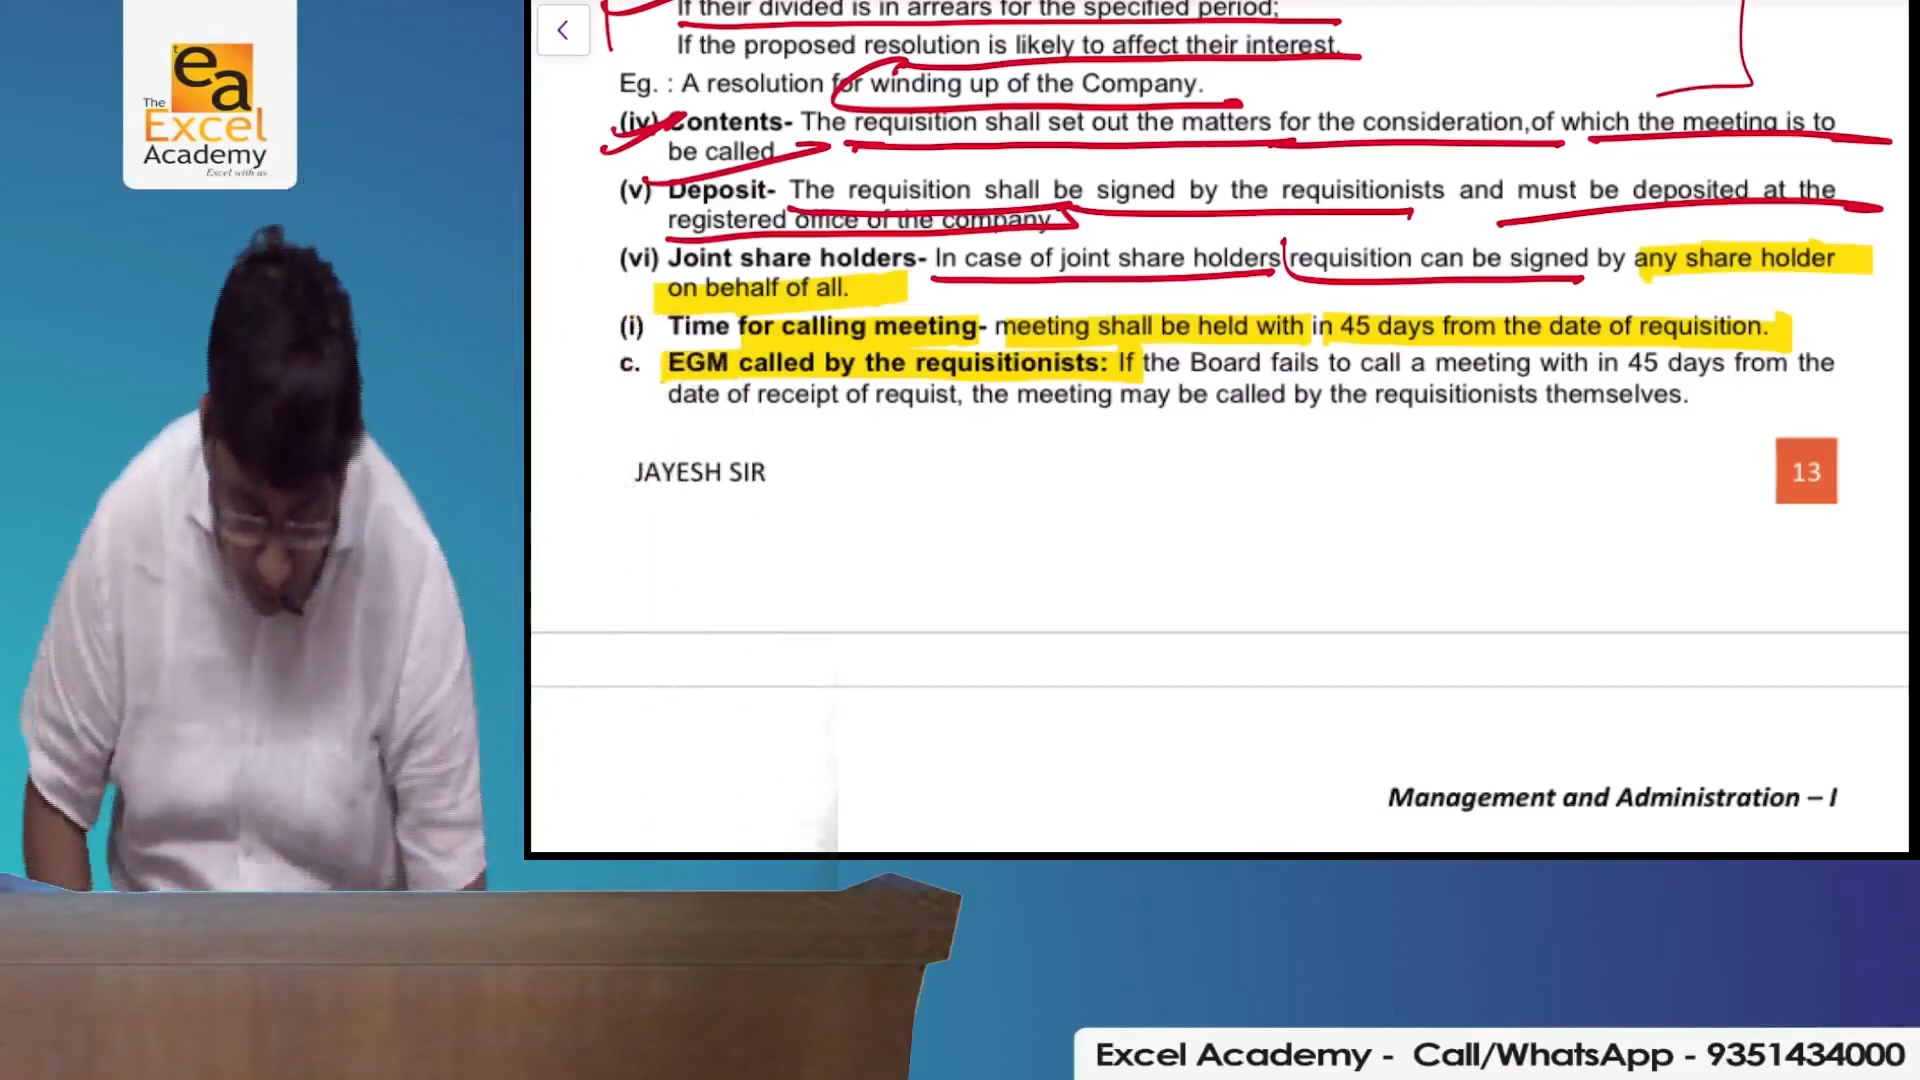 ea
The
Excel
Academy
Excel with us...
If their divided is in arrears for the specified period;
If the proposed resolution is likely to affect their interest.
Eg. : A resolution for winding up of the Company.
(iv) Contents- The requisition shall set out the matters for the consideration,of which the meeting is to
be called
(v) Deposit- The requisition shall be signed by the requisitionists and must be deposited at the
registered office of the company
(vi) Joint share holders- In case of joint share holders requisition can be signed by any share holder
on behalf of all.
(i) Time for calling meeting- meeting shall be held with in 45 days from the date of requisition.
c. EGM called by the requisitionists: If the Board fails to call a meeting with in 45 days from the
date of receipt of requist, the meeting may be called by the requisitionists themselves.
JAYESH SIR
13
Management and Administration – I
Excel Academy - Call/WhatsApp - 9351434000